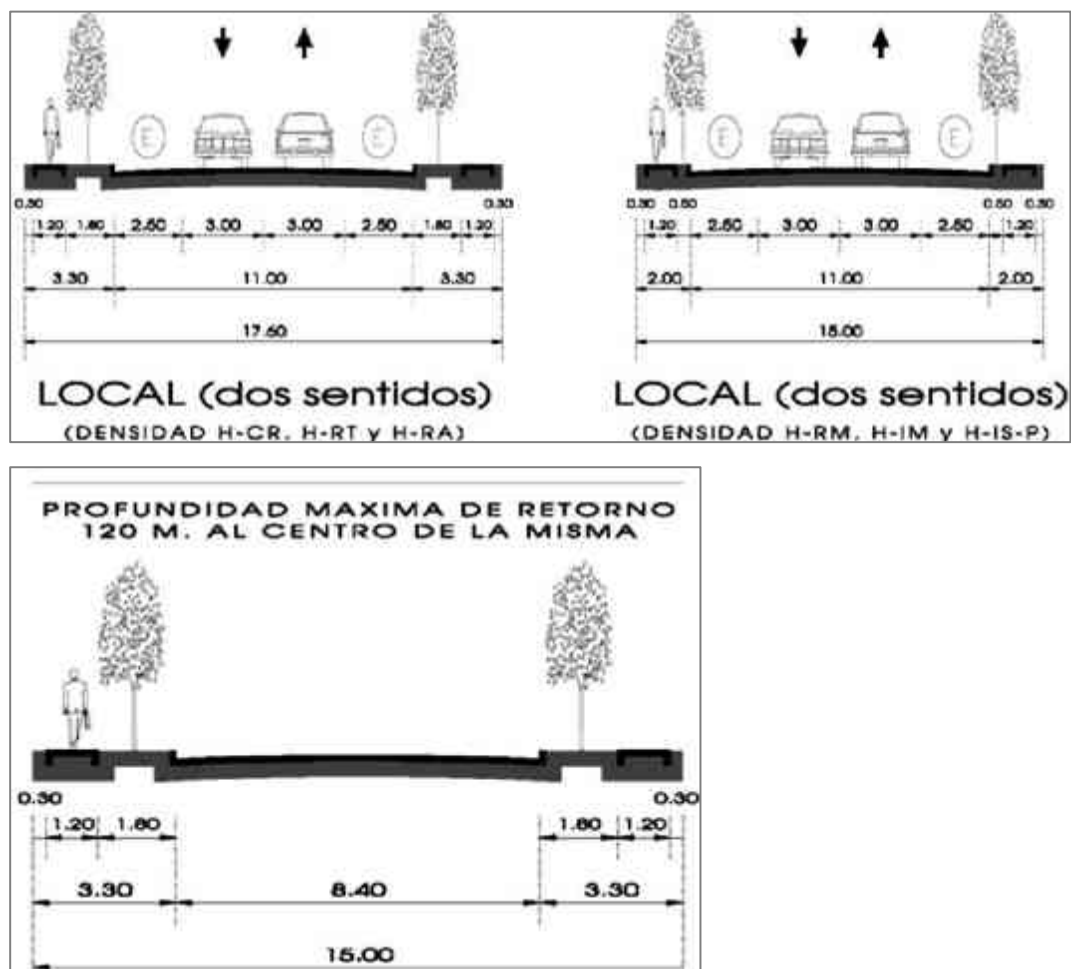 E E
0.30 0.30
1.20 1.80 2.50 3.00 3.00 2.50 1.80 1.20
3.30 11.00 3.30
17.60
LOCAL (dos sentidos)
(DENSIDAD H-CR, H-RT y H-RA)
E E
0.30 0.50 0.50 0.30
1.20 2.50 3.00 3.00 2.50 1.20
2.00 11.00 2.00
15.00
LOCAL (dos sentidos)
(DENSIDAD H-RM, H-IM y H-IS-P)
PROFUNDIDAD MAXIMA DE RETORNO
120 M. AL CENTRO DE LA MISMA
0.30 0.30
1.20 1.80 1.80 1.20
3.30 8.40 3.30
15.00